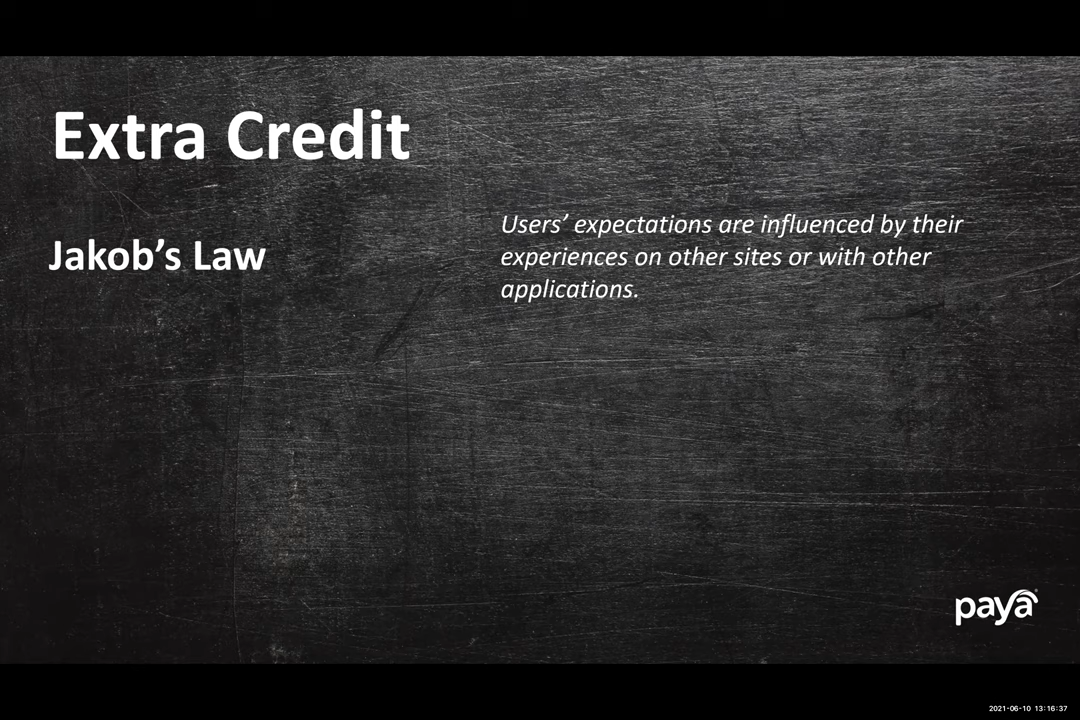 Extra Credit
Jakob’s Law
Users’ expectations are influenced by their
experiences on other sites or with other
applications.
paya
2021-06-10 13:16:37